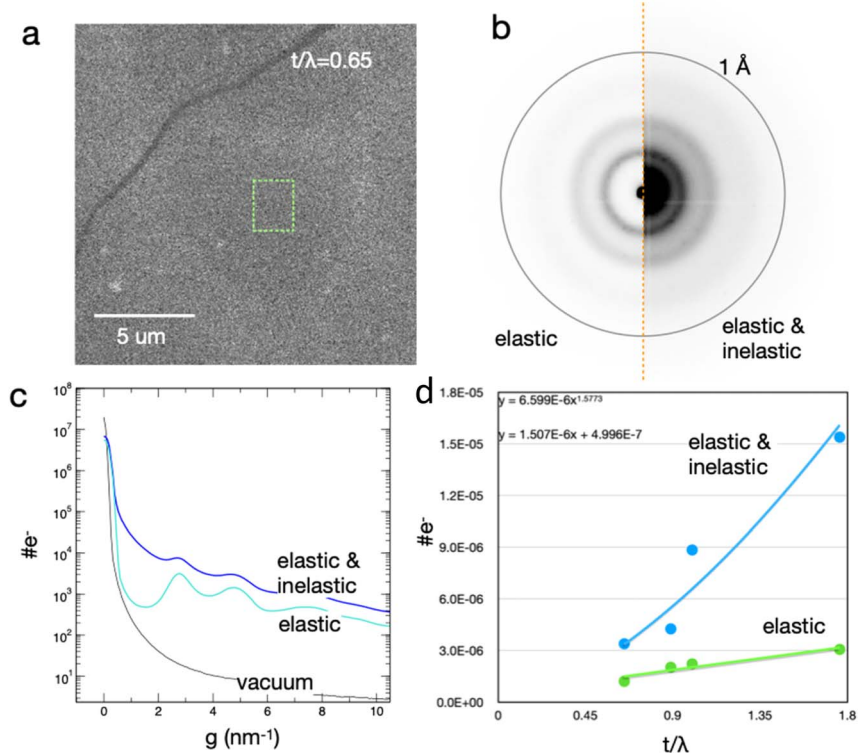 a
t/λ=0.65
5 um
b
1 Å
elastic
elastic &
inelastic
c
10⁸
10⁷
10⁶
10⁵
10⁴
10³
10²
10¹
#e⁻
elastic &
inelastic
elastic
vacuum
0
2
4
6
8
10
g (nm⁻¹)
d
1.8E-05
1.5E-05
1.2E-05
9.0E-06
6.0E-06
3.0E-06
0.0E+00
#e⁻
y = 6.599E-6x¹·⁵⁷⁷³
y = 1.507E-6x + 4.996E-7
elastic &
inelastic
elastic
0
0.45
0.9
1.35
1.8
t/λ